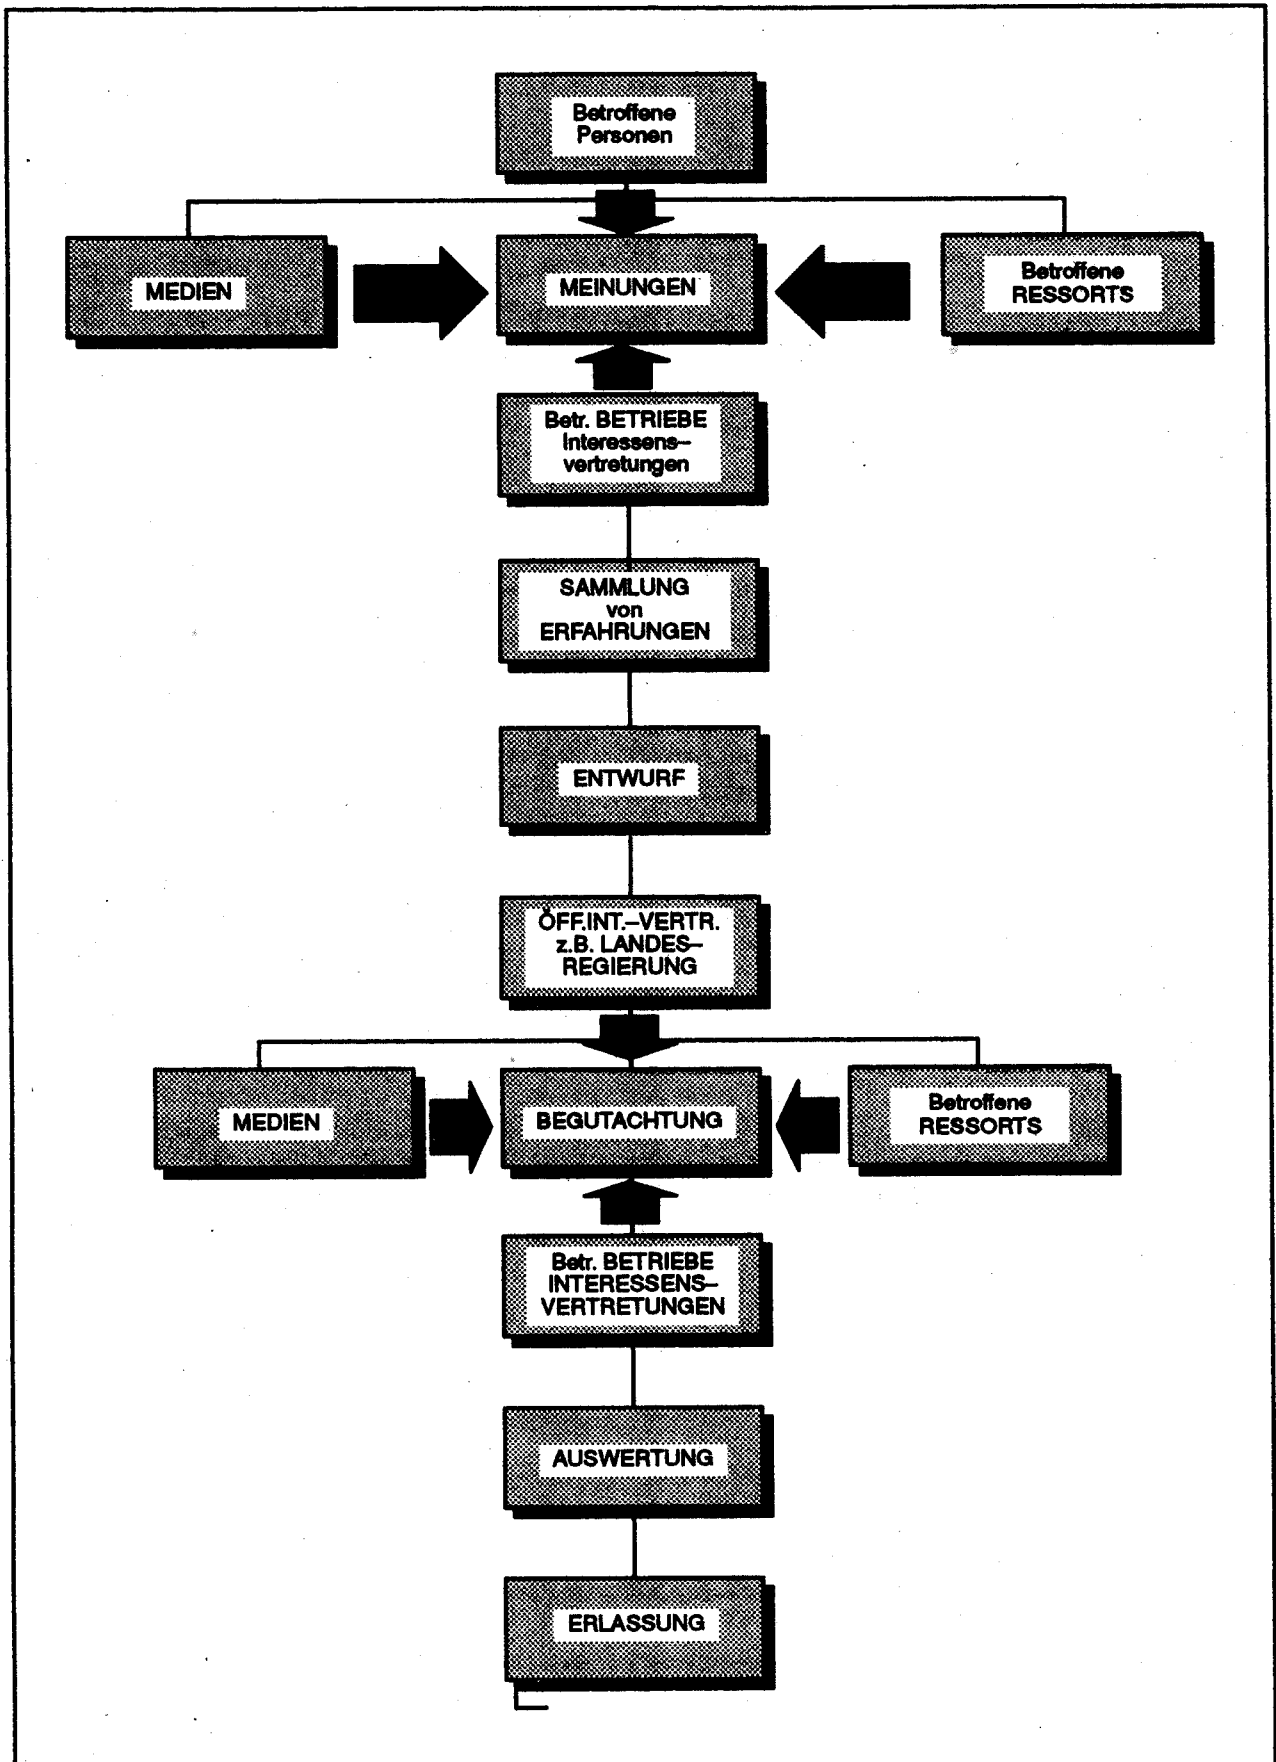 Betroffene
Personen
MEDIEN
MEINUNGEN
Betroffene
RESSORTS
Betr. BETRIEBE
Interessens-
vertretungen
SAMMLUNG
von
ERFAHRUNGEN
ENTWURF
ÖFF.INT.-VERTR.
z.B. LANDES-
REGIERUNG
MEDIEN
BEGUTACHTUNG
Betroffene
RESSORTS
Betr. BETRIEBE
INTERESSENS-
VERTRETUNGEN
AUSWERTUNG
ERLASSUNG